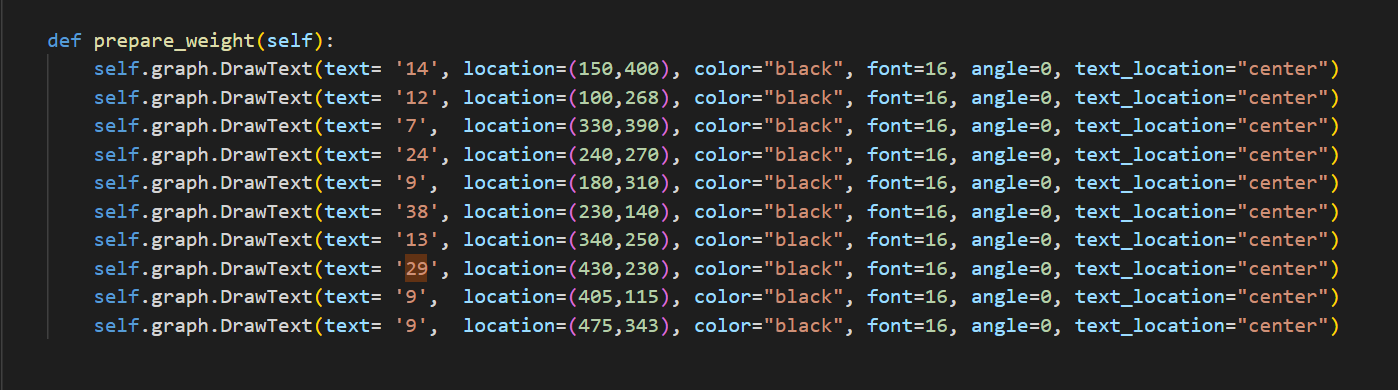 def prepare_weight(self):
    self.graph.DrawText(text= '14', location=(150,400), color="black", font=16, angle=0, text_location="center")
    self.graph.DrawText(text= '12', location=(100,268), color="black", font=16, angle=0, text_location="center")
    self.graph.DrawText(text= '7',  location=(330,390), color="black", font=16, angle=0, text_location="center")
    self.graph.DrawText(text= '24', location=(240,270), color="black", font=16, angle=0, text_location="center")
    self.graph.DrawText(text= '9',  location=(180,310), color="black", font=16, angle=0, text_location="center")
    self.graph.DrawText(text= '38', location=(230,140), color="black", font=16, angle=0, text_location="center")
    self.graph.DrawText(text= '13', location=(340,250), color="black", font=16, angle=0, text_location="center")
    self.graph.DrawText(text= '29', location=(430,230), color="black", font=16, angle=0, text_location="center")
    self.graph.DrawText(text= '9',  location=(405,115), color="black", font=16, angle=0, text_location="center")
    self.graph.DrawText(text= '9',  location=(475,343), color="black", font=16, angle=0, text_location="center")